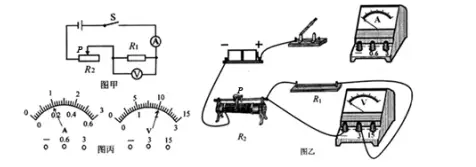 S
A
P
R₂
R₁
V
图甲
0 1 2 3
0 0.2 0.4 0.6
A
— 0.6 3
0 5 10 15
0 1 2 3
V
— 3 15
图丙
— +
A
— 0.6 3
P
R₂
R₁
V
— 3 15
图乙